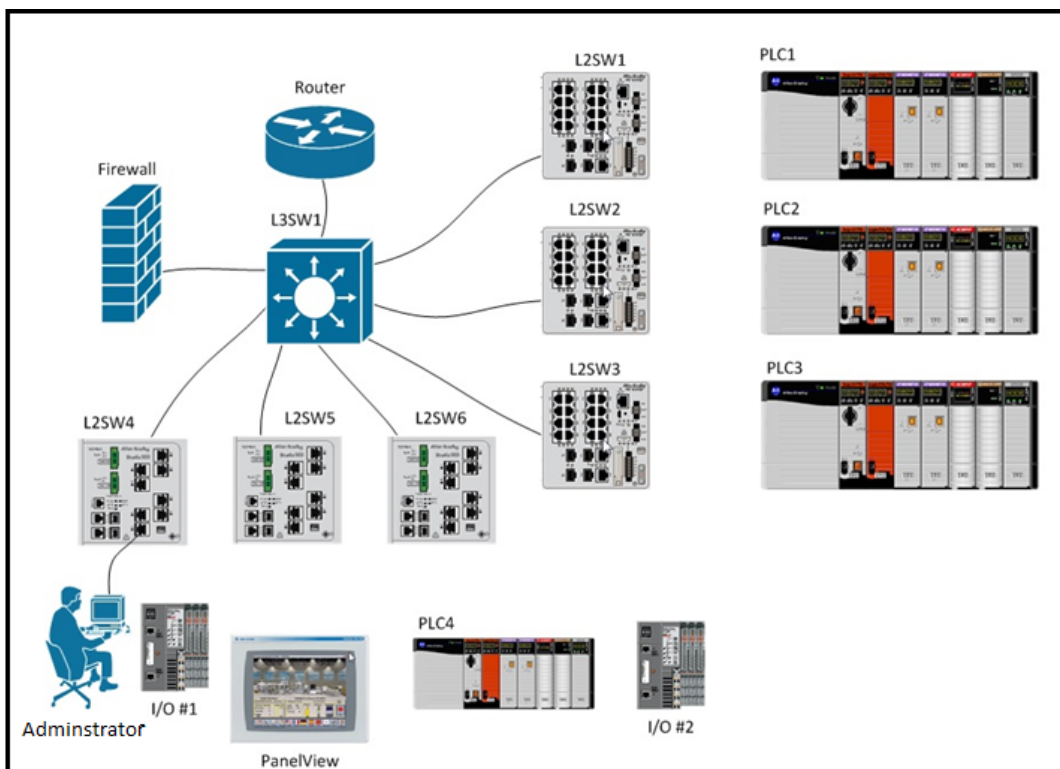 L2SW1
PLC1
Router
Firewall
L2SW2
PLC2
L3SW1
L2SW3
PLC3
L2SW4
L2SW5
L2SW6
PLC4
I/O #1
I/O #2
Adminstrator
PanelView